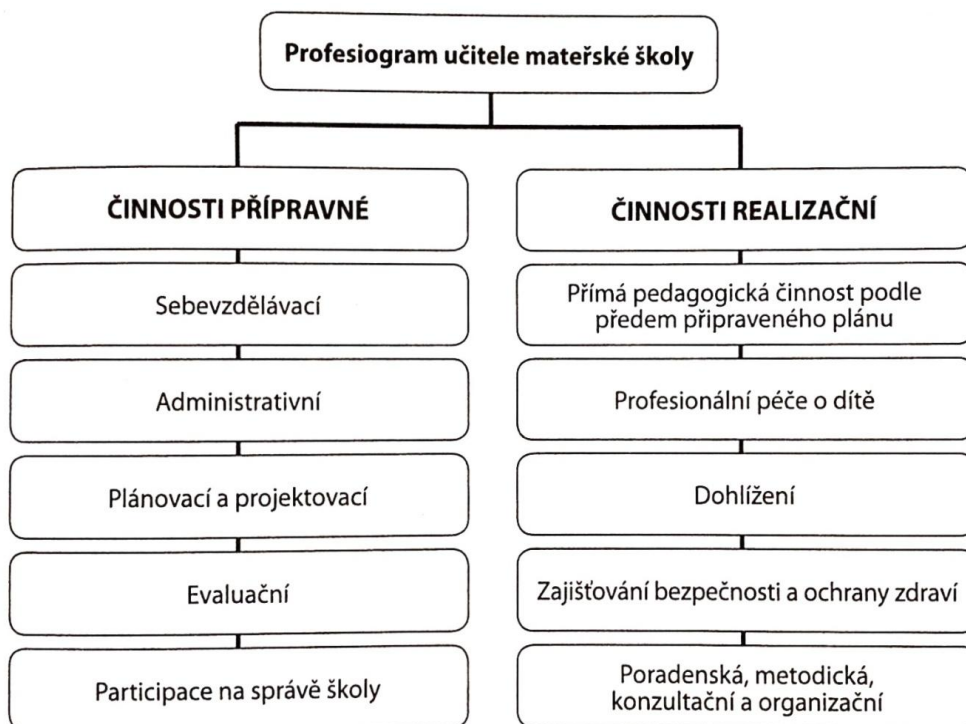 Profesiogram učitele mateřské školy
ČINNOSTI PŘÍPRAVNÉ
Sebevzdělávací
Administrativní
Plánovací a projektovací
Evaluační
Participace na správě školy
ČINNOSTI REALIZAČNÍ
Přímá pedagogická činnost podle
předem připraveného plánu
Profesionální péče o dítě
Dohlížení
Zajišťování bezpečnosti a ochrany zdraví
Poradenská, metodická,
konzultační a organizační